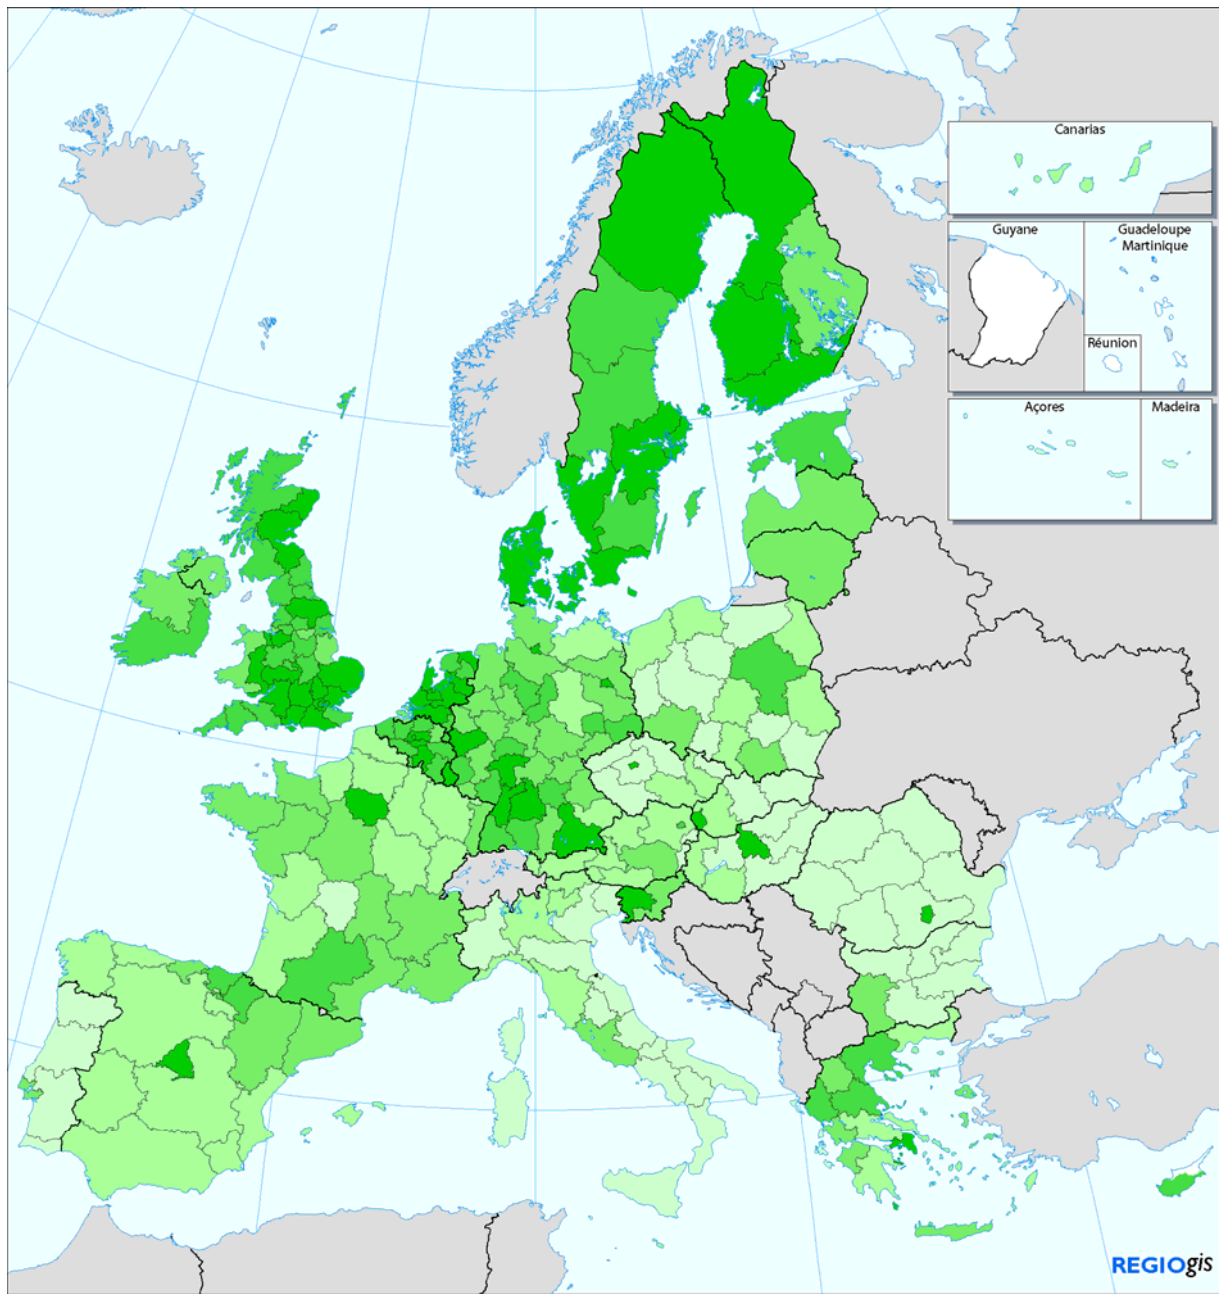 Canarias
Guyane
Guadeloupe
Martinique
Réunion
Açores
Madeira
REGIOgis